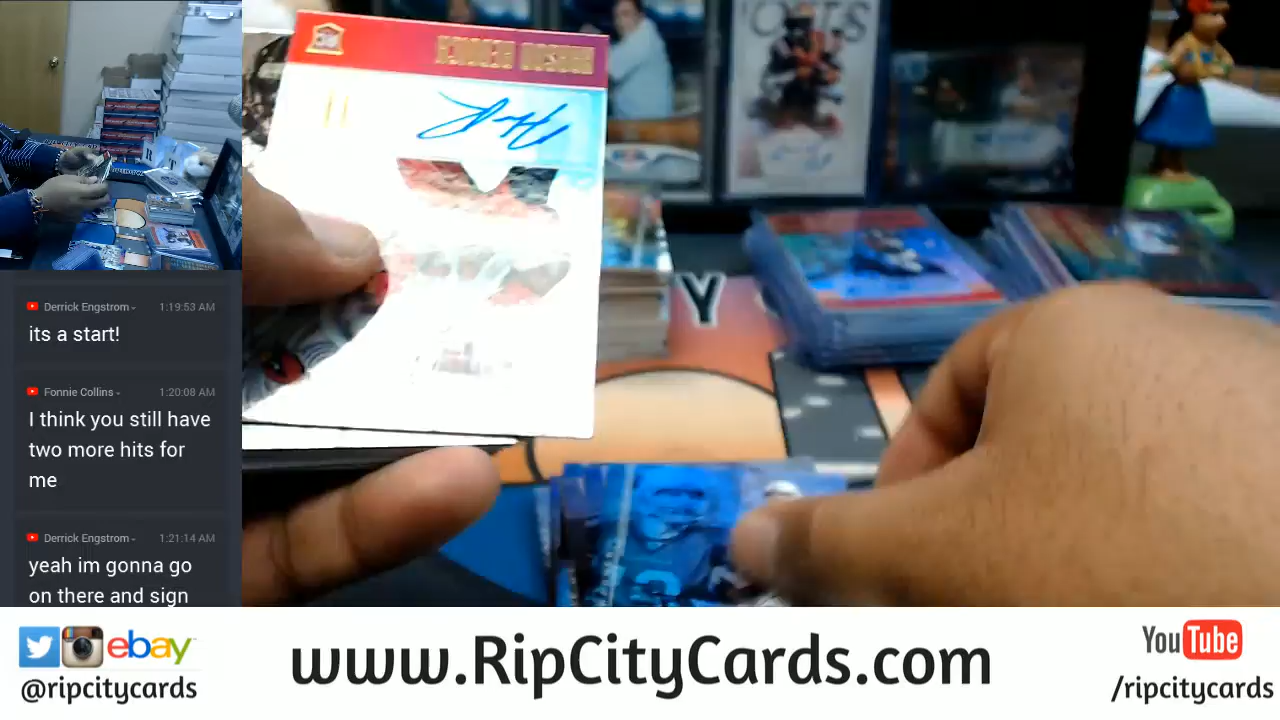 Derrick Engstrom
1:19:53 AM
its a start!
Fonnie Collins
1:20:08 AM
I think you still have
two more hits for
me
Derrick Engstrom
1:21:14 AM
yeah im gonna go
on there and sign
Y
ebay
@ripcitycards
www.RipCityCards.com
YouTube
/ripcitycards